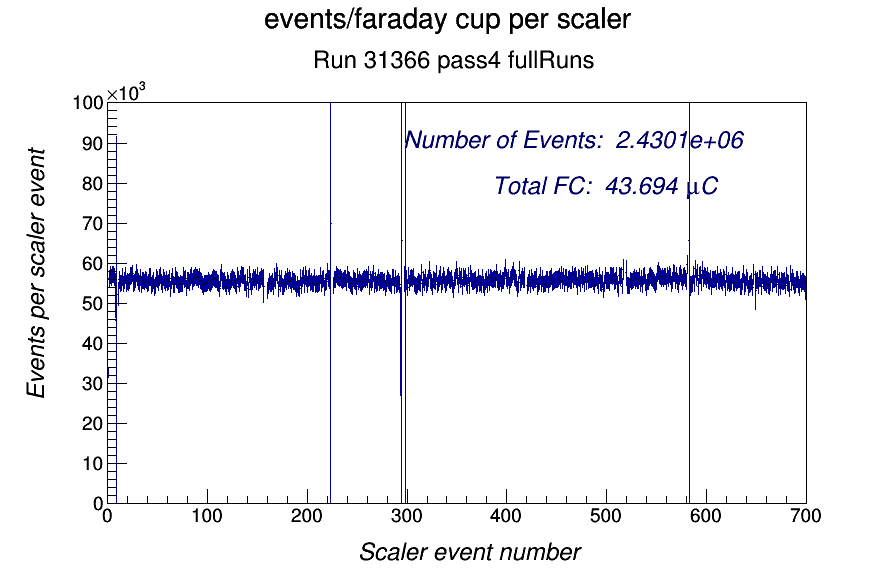 events/faraday cup per scaler
Run 31366 pass4 fullRuns
×10³
100
90
80
70
60
50
40
30
20
10
0
Events per scaler event
Number of Events: 2.4301e+06
Total FC: 43.694 μC
0 100 200 300 400 500 600 700
Scaler event number